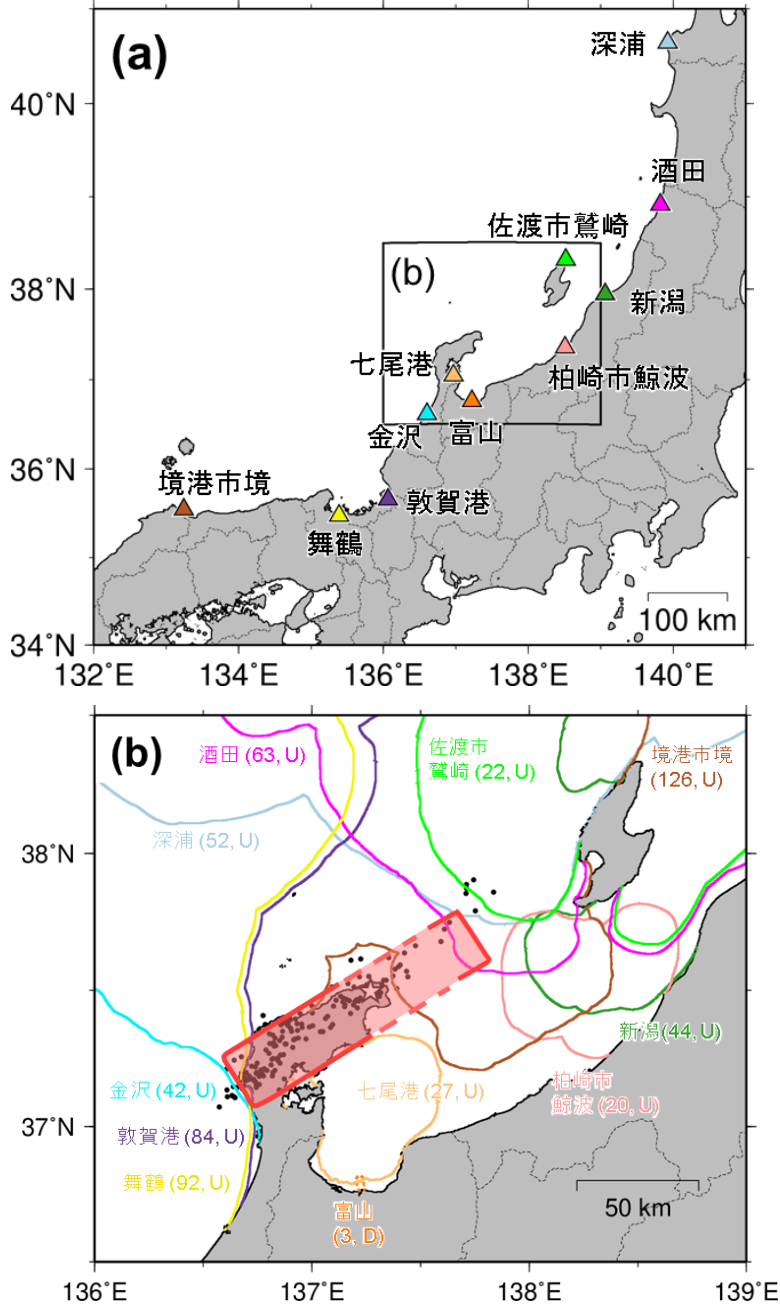 (a)
深浦
40˚N
酒田
佐渡市鷲崎
(b)
38˚N
新潟
七尾港
柏崎市鯨波
金沢
富山
36˚N
境港市境
敦賀港
舞鶴
100 km
34˚N
132˚E
134˚E
136˚E
138˚E
140˚E
(b)
酒田 (63, U)
佐渡市
鷲崎 (22, U)
境港市境
(126, U)
深浦 (52, U)
38˚N
新潟 (44, U)
金沢 (42, U)
七尾港 (27, U)
柏崎市
鯨波 (20, U)
37˚N
敦賀港 (84, U)
舞鶴 (92, U)
富山
(3, D)
50 km
136˚E
137˚E
138˚E
139˚E